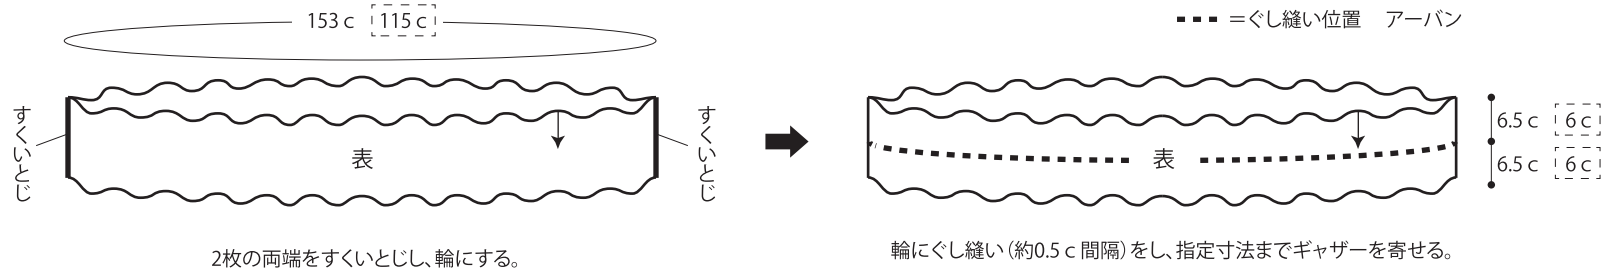 153 c 115 c
すくいとじ
表
すくいとじ
2枚の両端をすくいとじし、輪にする。
=ぐし縫い位置 アーバン
表
6.5 c 6 c
6.5 c 6 c
輪にぐし縫い(約0.5 c 間隔)をし、指定寸法までギャザーを寄せる。